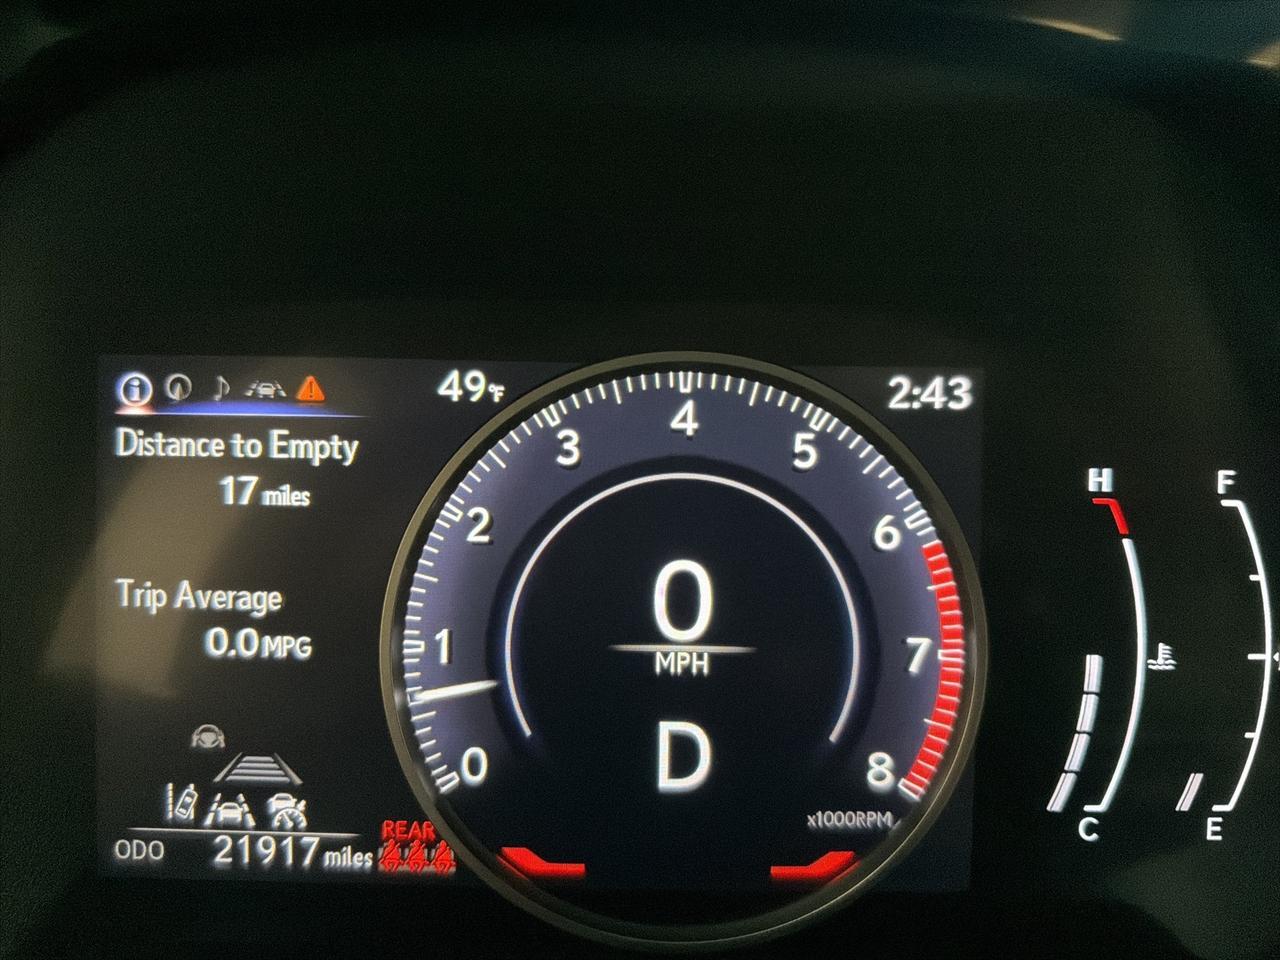 49°F
2:43
Distance to Empty
17 miles
Trip Average
0.0 MPG
ODO 21917 miles
REAR
0
1
2
3
4
5
6
7
8
0
MPH
D
x1000RPM
H
C
F
E